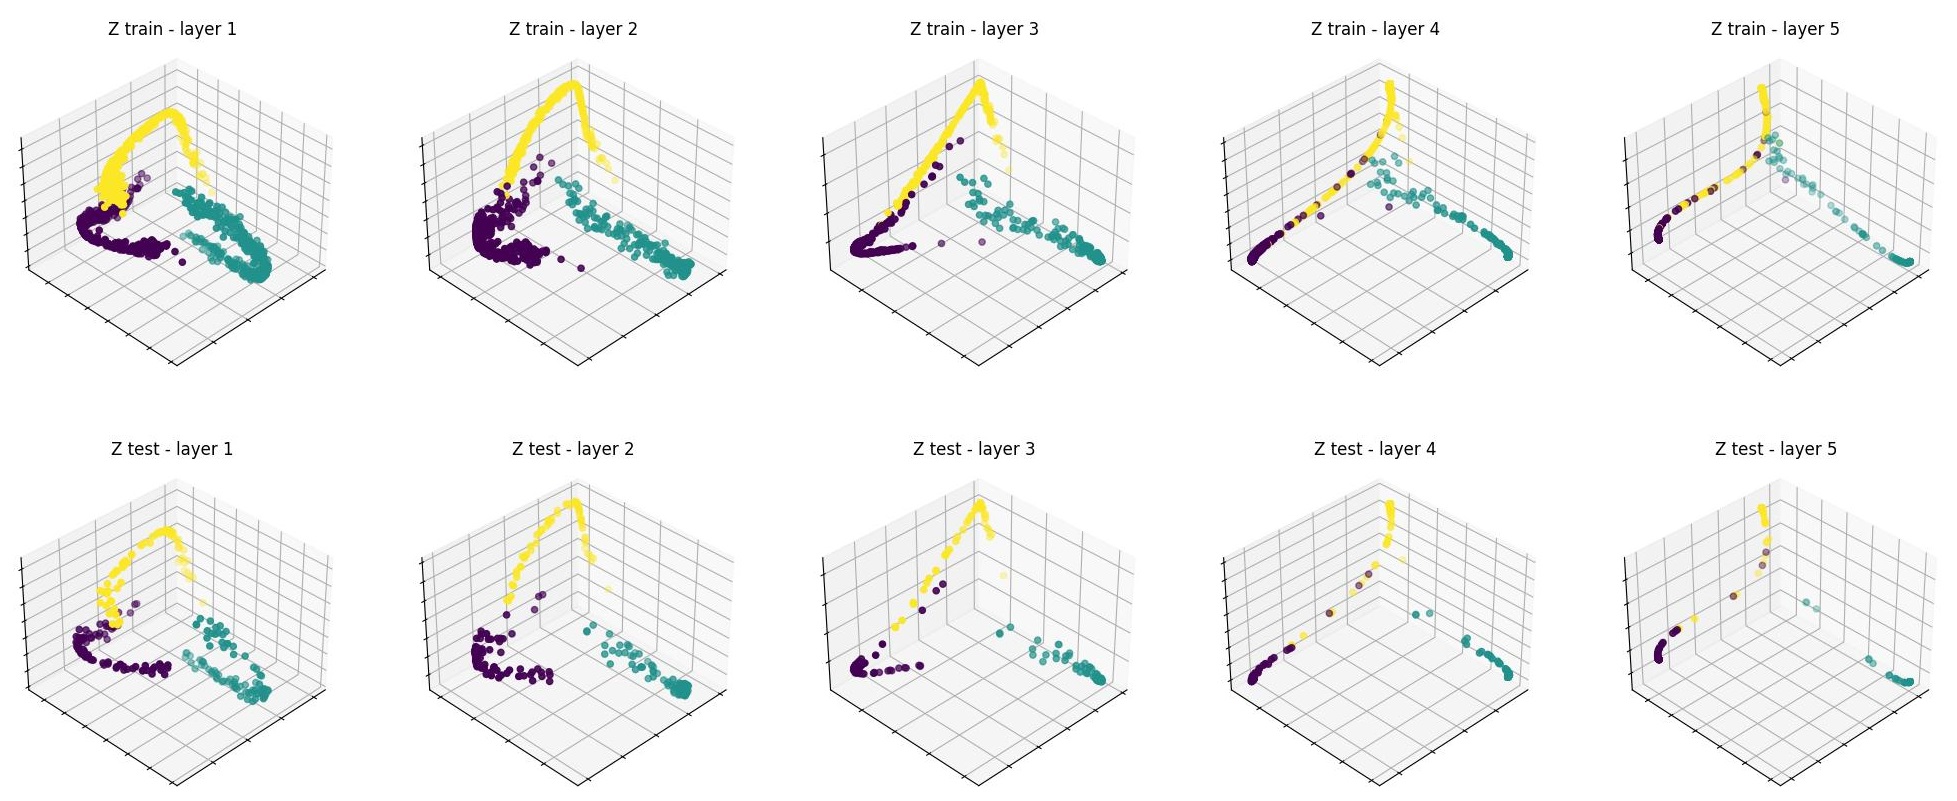 Z train - layer 1
Z train - layer 2
Z train - layer 3
Z train - layer 4
Z train - layer 5
Z test - layer 1
Z test - layer 2
Z test - layer 3
Z test - layer 4
Z test - layer 5